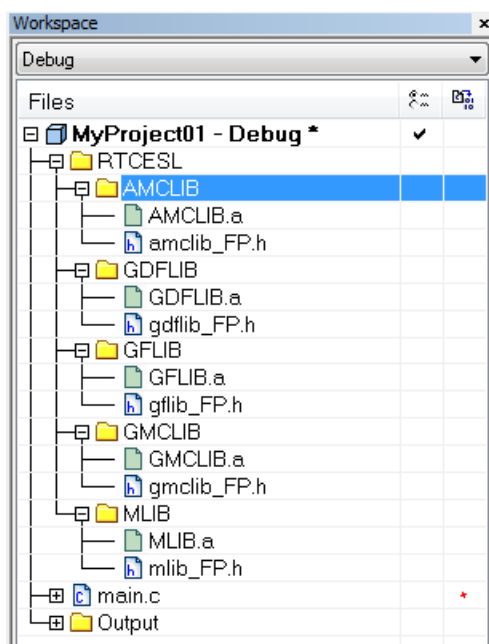 Workspace
Debug
Files
MyProject01 - Debug *
RTCESL
AMCLIB
AMCLIB.a
amclib_FP.h
GDFLIB
GDFLIB.a
gdflib_FP.h
GFLIB
GFLIB.a
gflib_FP.h
GMCLIB
GMCLIB.a
gmclib_FP.h
MLIB
MLIB.a
mlib_FP.h
main.c
Output